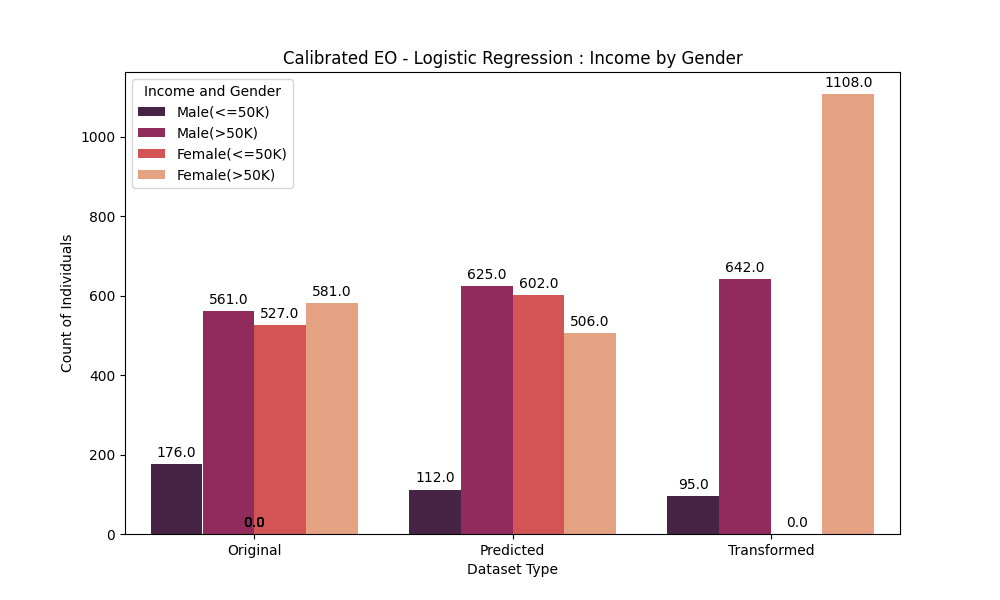 Calibrated EO - Logistic Regression : Income by Gender
Income and Gender
Male(<=50K)
Male(>50K)
Female(<=50K)
Female(>50K)
Count of Individuals
1000
800
600
400
200
0
176.0
561.0
527.0
581.0
0.0
112.0
625.0
602.0
506.0
95.0
642.0
0.0
1108.0
Original
Predicted
Transformed
Dataset Type